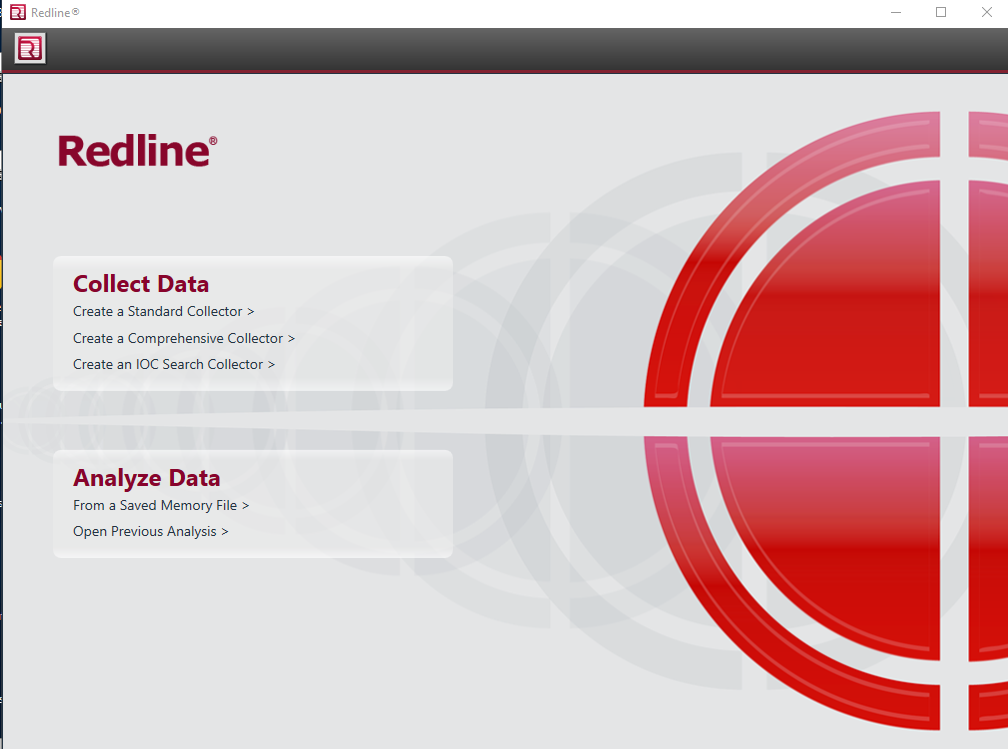 Redline®
Redline®
Collect Data
Create a Standard Collector >
Create a Comprehensive Collector >
Create an IOC Search Collector >
Analyze Data
From a Saved Memory File >
Open Previous Analysis >